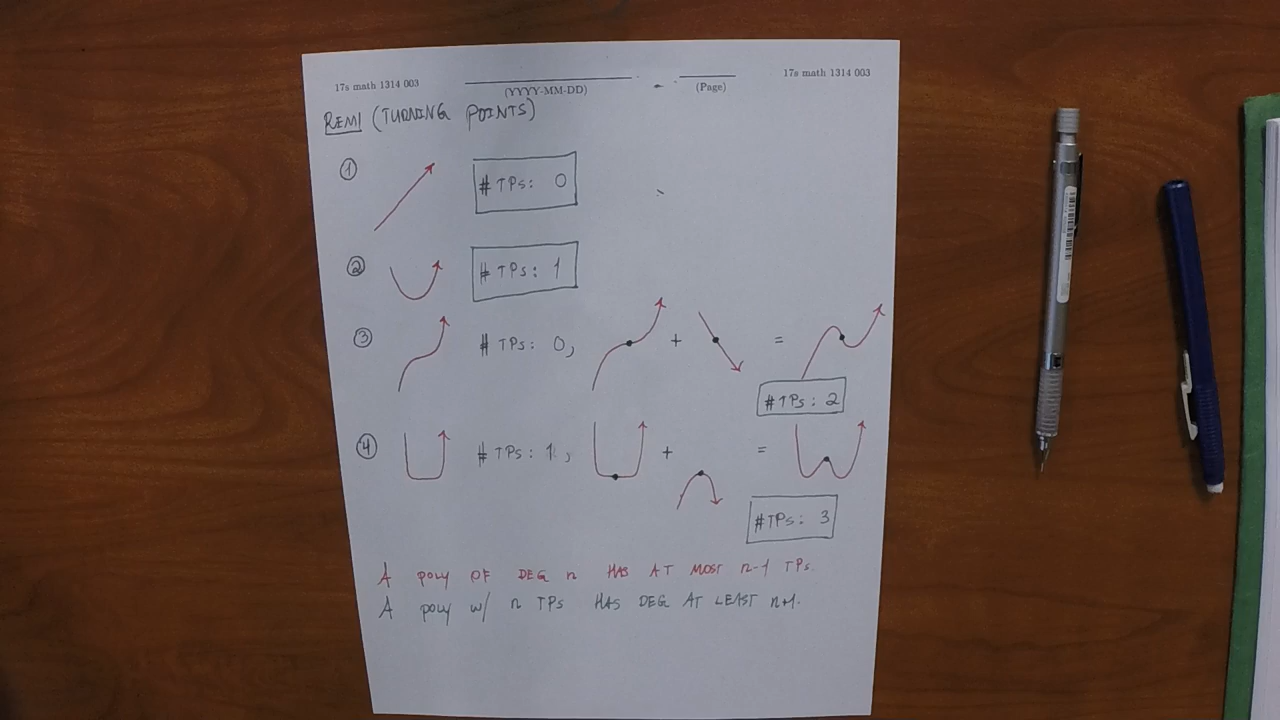 17s math 1314 003
(YYYY-MM-DD)
(Page)
17s math 1314 003
REM! (TURNING POINTS)
① # TPs: 0
② # TPs: 1
③ # TPs: 0, + =
# TPs: 2
④ # TPs: 1, + =
# TPs: 3
A POLY OF DEG n HAS AT MOST n-1 TPs.
A POLY W/ n TPs HAS DEG AT LEAST n+1.